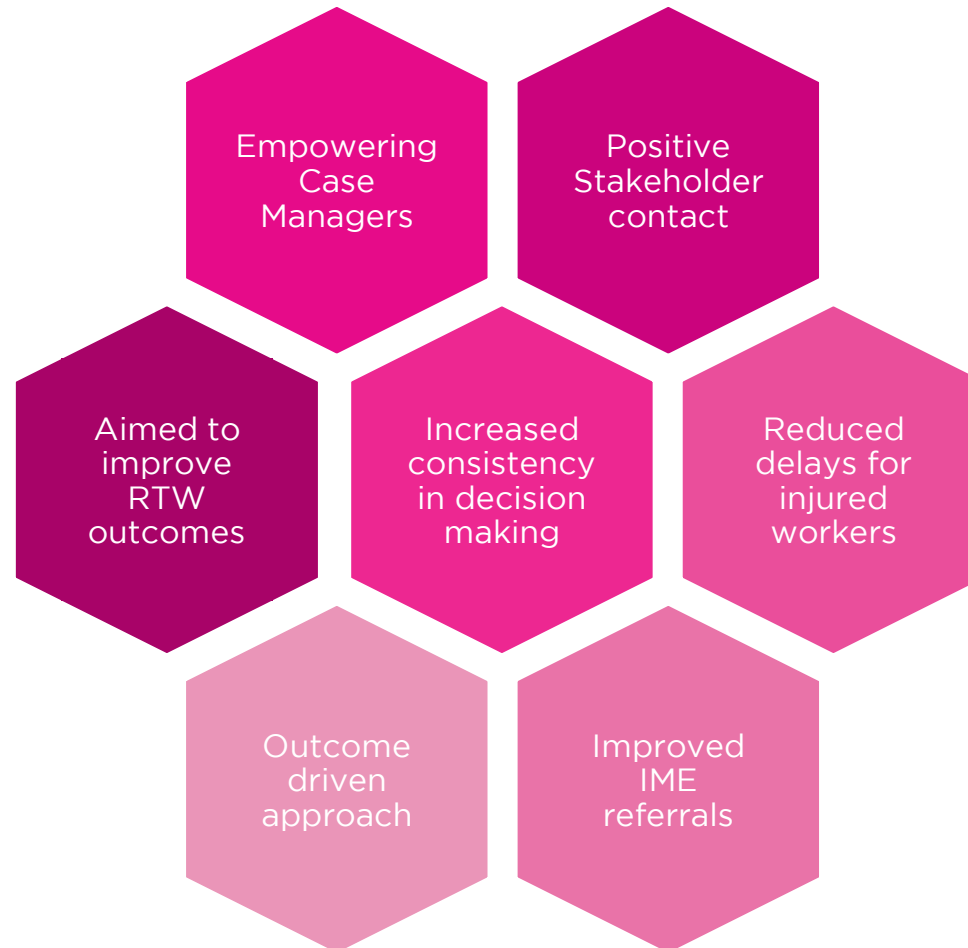 Empowering
Case
Managers
Positive
Stakeholder
contact
Aimed to
improve
RTW
outcomes
Increased
consistency
in decision
making
Reduced
delays for
injured
workers
Outcome
driven
approach
Improved
IME
referrals